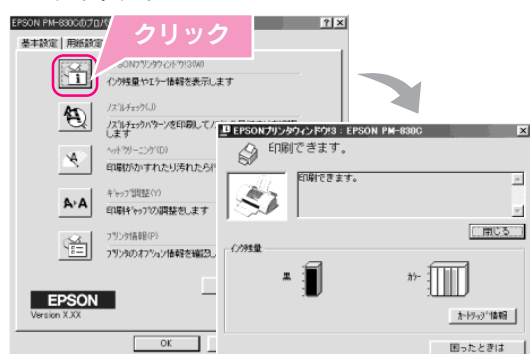 EPSON PM-830Cのプロパ
クリック
基本設定
用紙設定
EPSONプリンタウィンドウ!3(W)
インク残量やエラー情報を表示します
ノズルチェック(J)
ノズルチェックパターンを印刷してノ
します
ヘッドクリーニング(D)
印刷がかすれたり汚れたら
ギャップ調整(Y)
印刷ギャップの調整をします
プリンタ情報(P)
プリンタのオプション情報を確認し
EPSON
Version X.XX
OK
EPSONプリンタウィンドウ!3 : EPSON PM-830C
印刷できます。
印刷できます。
閉じる
インク残量
黒
カラー
カートリッジ情報
困ったときは